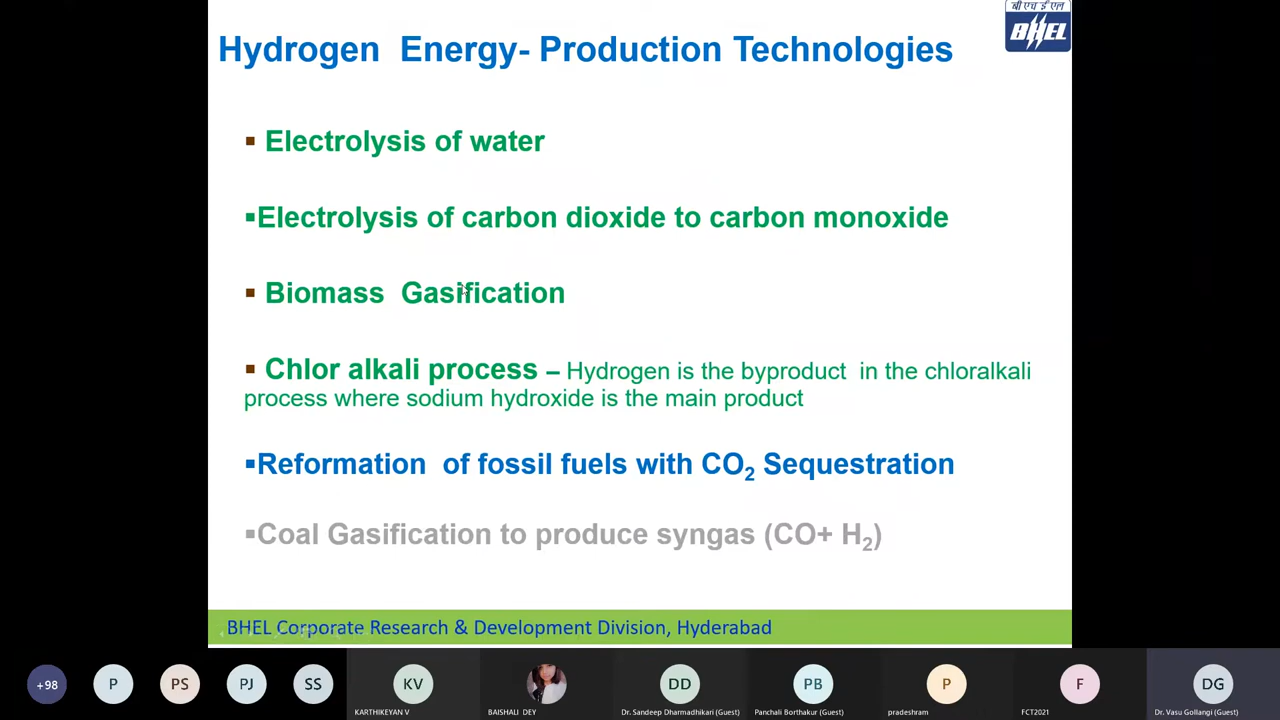 बी एच ई एल
BHEL
Hydrogen Energy- Production Technologies
▪ Electrolysis of water
▪Electrolysis of carbon dioxide to carbon monoxide
▪ Biomass Gasification
▪ Chlor alkali process – Hydrogen is the byproduct in the chloralkali
process where sodium hydroxide is the main product
▪Reformation of fossil fuels with CO₂ Sequestration
▪Coal Gasification to produce syngas (CO+ H₂)
BHEL Corporate Research & Development Division, Hyderabad
+98 P PS PJ SS KV DD PB P F DG
KARTHIKEYAN V BAISHALI DEY Dr. Sandeep Dharmadhikari (Guest) Panchali Borthakur (Guest) pradeshram FCT2021 Dr. Vasu Gollangi (Guest)